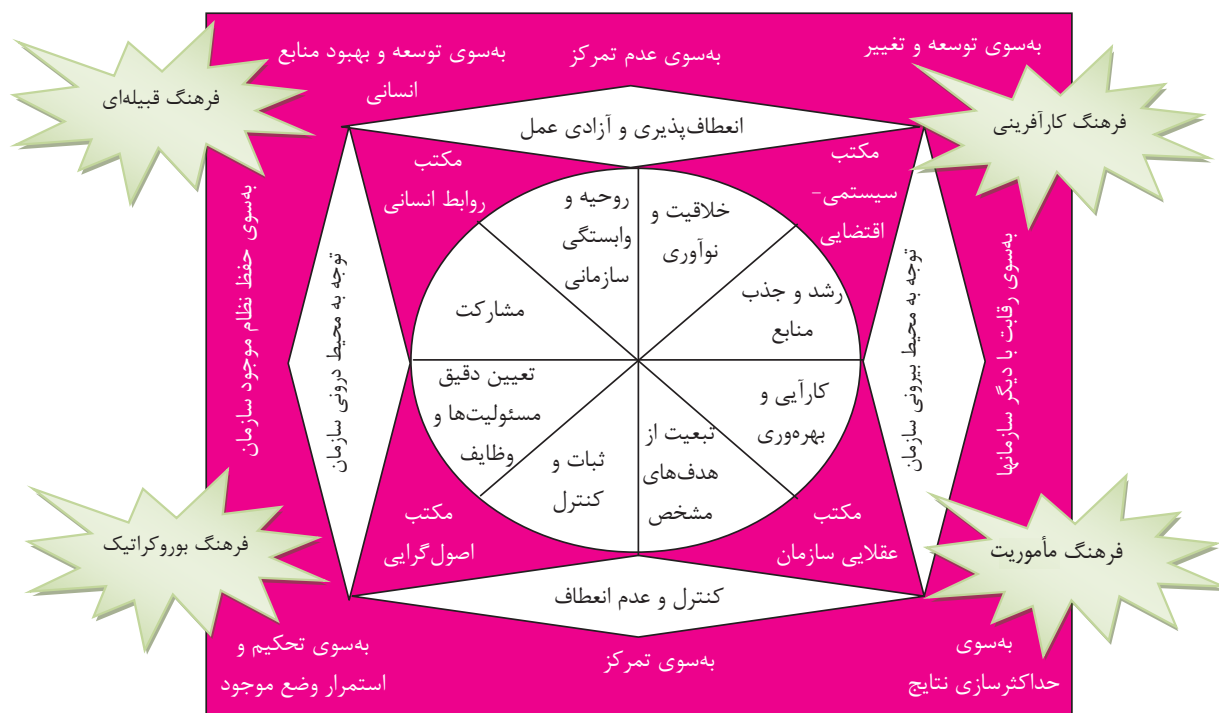 به‌سوی توسعه و تغییر
به‌سوی عدم تمرکز
به‌سوی توسعه و بهبود منابع
انسانی
فرهنگ کارآفرینی
فرهنگ قبیله‌ای
انعطاف‌پذیری و آزادی عمل
مکتب
سیستمی-
اقتضایی
مکتب
روابط انسانی
خلاقیت و
نوآوری
روحیه و
وابستگی
سازمانی
رشد و جذب
منابع
مشارکت
به‌سوی رقابت با دیگر سازمانها
توجه به محیط بیرونی سازمان
توجه به محیط درونی سازمان
به‌سوی حفظ نظام موجود سازمان
کارآیی و
بهره‌وری
تبعیت از
هدف‌های
مشخص
ثبات و
کنترل
تعیین دقیق
مسئولیت‌ها و
وظایف
مکتب
عقلایی سازمان
مکتب
اصول‌گرایی
فرهنگ مأموریت
فرهنگ بوروکراتیک
کنترل و عدم انعطاف
به‌سوی
حداکثرسازی نتایج
به‌سوی تمرکز
به‌سوی تحکیم و
استمرار وضع موجود